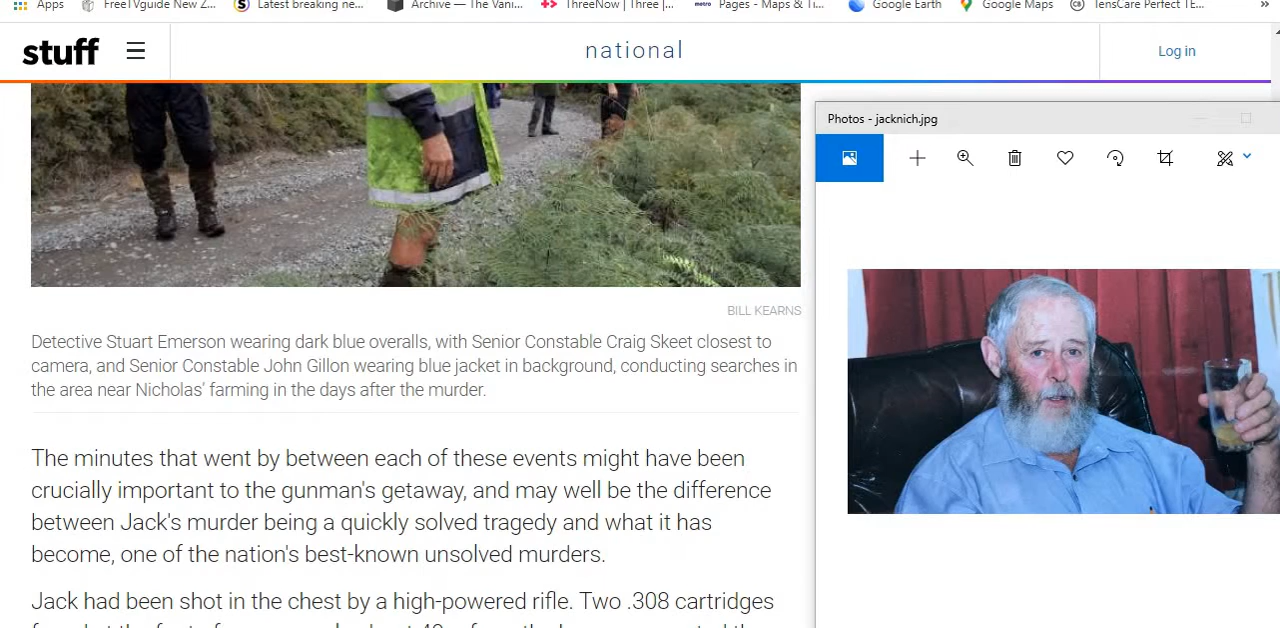 Apps FreeTVguide New Z... Latest breaking ne... Archive — The Vani... ThreeNow | Three |... metro Pages - Maps & Ti... Google Earth Google Maps TensCare Perfect TE... »
stuff national Log in
Photos - jacknich.jpg
BILL KEARNS
Detective Stuart Emerson wearing dark blue overalls, with Senior Constable Craig Skeet closest to
camera, and Senior Constable John Gillon wearing blue jacket in background, conducting searches in
the area near Nicholas' farming in the days after the murder.
The minutes that went by between each of these events might have been
crucially important to the gunman's getaway, and may well be the difference
between Jack's murder being a quickly solved tragedy and what it has
become, one of the nation's best-known unsolved murders.
Jack had been shot in the chest by a high-powered rifle. Two .308 cartridges